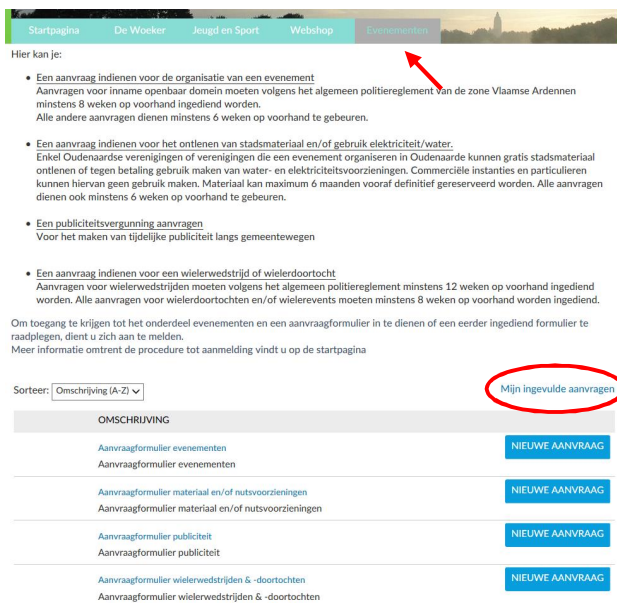 Startpagina De Woeker Jeugd en Sport Webshop Evenementen
Hier kan je:
• Een aanvraag indienen voor de organisatie van een evenement
Aanvragen voor inname openbaar domein moeten volgens het algemeen politiereglement van de zone Vlaamse Ardennen
minstens 8 weken op voorhand ingediend worden.
Alle andere aanvragen dienen minstens 6 weken op voorhand te gebeuren.
• Een aanvraag indienen voor het ontlenen van stadsmateriaal en/of gebruik elektriciteit/water.
Enkel Oudenaardse verenigingen of verenigingen die een evenement organiseren in Oudenaarde kunnen gratis stadsmateriaal
ontlenen of tegen betaling gebruik maken van water- en elektriciteitsvoorzieningen. Commerciële instanties en particulieren
kunnen hiervan geen gebruik maken. Materiaal kan maximum 6 maanden vooraf definitief gereserveerd worden. Alle aanvragen
dienen ook minstens 6 weken op voorhand te gebeuren.
• Een publiciteitsvergunning aanvragen
Voor het maken van tijdelijke publiciteit langs gemeentewegen
• Een aanvraag indienen voor een wielerwedstrijd of wielerdoortocht
Aanvragen voor wielerwedstrijden moeten volgens het algemeen politiereglement minstens 12 weken op voorhand ingediend
worden. Alle aanvragen voor wielerdoortochten en/of wielerevents moeten minstens 8 weken op voorhand worden ingediend.
Om toegang te krijgen tot het onderdeel evenementen en een aanvraagformulier in te dienen of een eerder ingediend formulier te
raadplegen, dient u zich aan te melden.
Meer informatie omtrent de procedure tot aanmelding vindt u op de startpagina
Sorteer: Omschrijving (A-Z) Mijn ingevulde aanvragen
OMSCHRIJVING
Aanvraagformulier evenementen NIEUWE AANVRAAG
Aanvraagformulier evenementen
Aanvraagformulier materiaal en/of nutsvoorzieningen NIEUWE AANVRAAG
Aanvraagformulier materiaal en/of nutsvoorzieningen
Aanvraagformulier publiciteit NIEUWE AANVRAAG
Aanvraagformulier publiciteit
Aanvraagformulier wielerwedstrijden & -doortochten NIEUWE AANVRAAG
Aanvraagformulier wielerwedstrijden & -doortochten